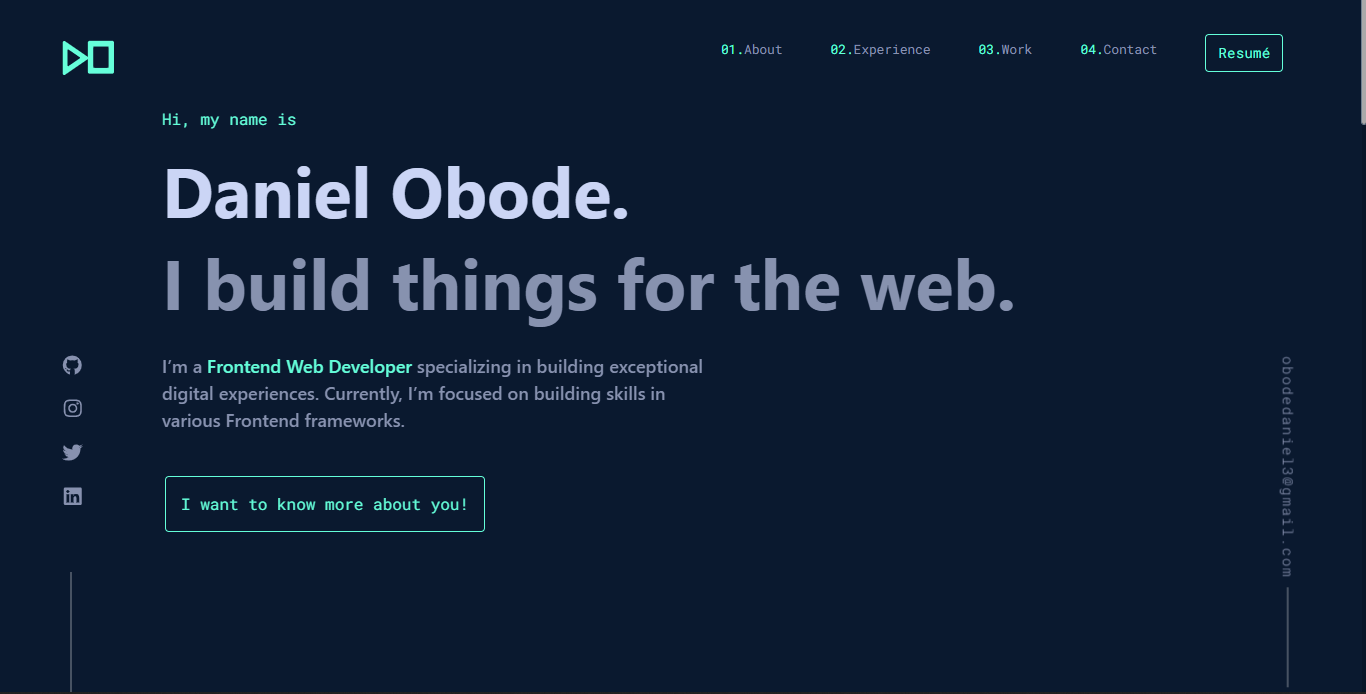 01.About 02.Experience 03.Work 04.Contact Resumé
Hi, my name is
Daniel Obode.
I build things for the web.
I’m a Frontend Web Developer specializing in building exceptional
digital experiences. Currently, I’m focused on building skills in
various Frontend frameworks.
I want to know more about you!
obodedaniel3@gmail.com